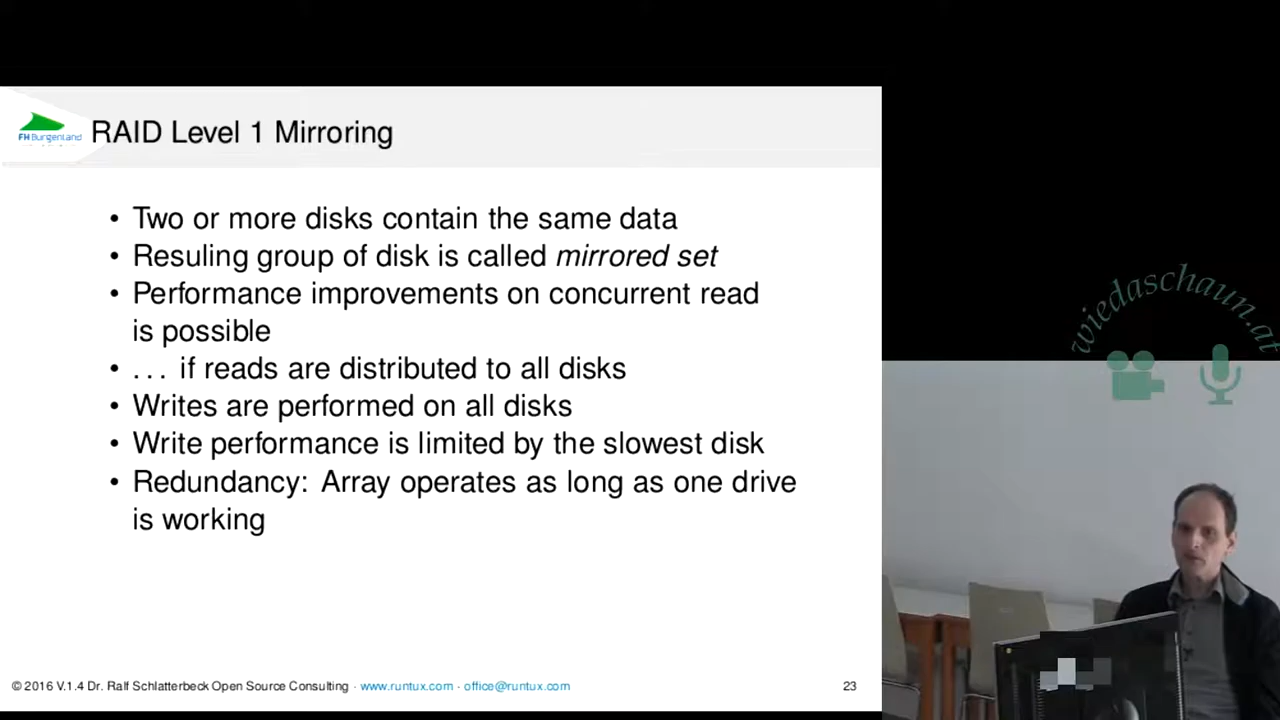 FH Burgenland
RAID Level 1 Mirroring
• Two or more disks contain the same data
• Resuling group of disk is called mirrored set
• Performance improvements on concurrent read
is possible
• . . . if reads are distributed to all disks
• Writes are performed on all disks
• Write performance is limited by the slowest disk
• Redundancy: Array operates as long as one drive
is working
© 2016 V.1.4 Dr. Ralf Schlatterbeck Open Source Consulting · www.runtux.com · office@runtux.com
23
wiedaschaun.at